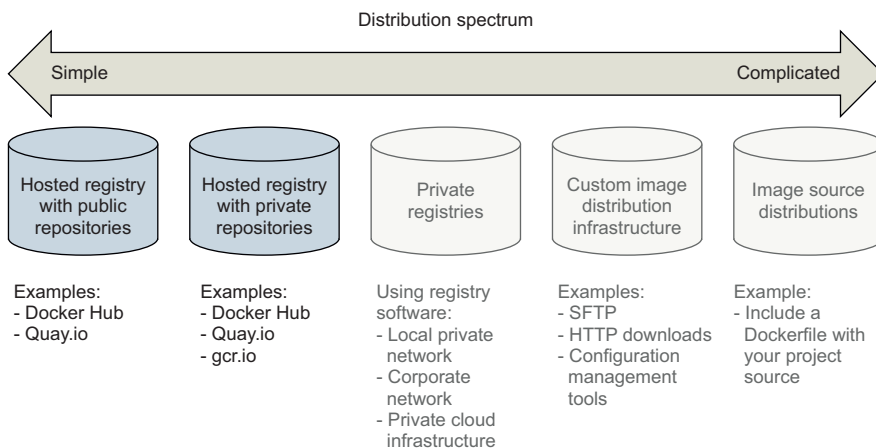 Distribution spectrum
Simple
Complicated
Hosted registry
with public
repositories
Hosted registry
with private
repositories
Private
registries
Custom image
distribution
infrastructure
Image source
distributions
Examples:
- Docker Hub
- Quay.io
Examples:
- Docker Hub
- Quay.io
- gcr.io
Using registry
software:
- Local private
network
- Corporate
network
- Private cloud
infrastructure
Examples:
- SFTP
- HTTP downloads
- Configuration
management
tools
Example:
- Include a
Dockerfile with
your project
source